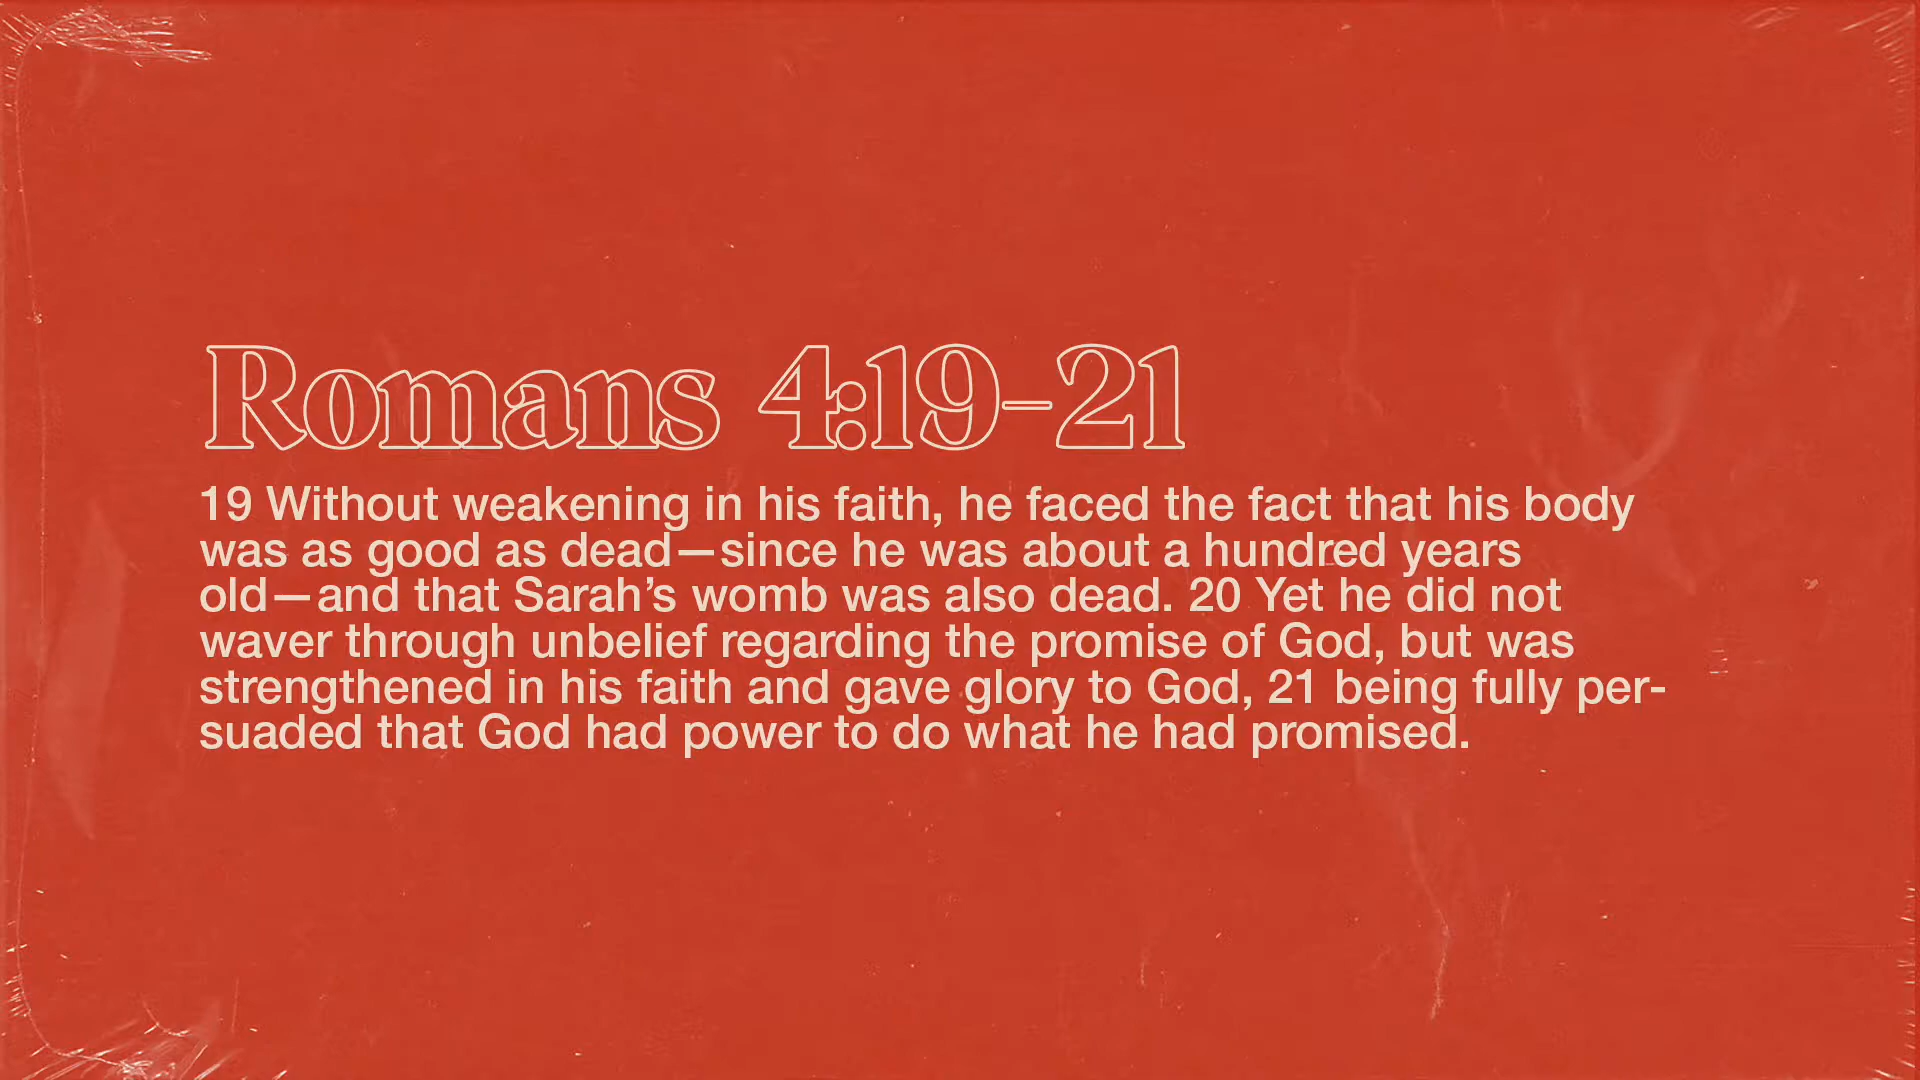 Romans 4:19–21
19 Without weakening in his faith, he faced the fact that his body
was as good as dead—since he was about a hundred years
old—and that Sarah’s womb was also dead. 20 Yet he did not
waver through unbelief regarding the promise of God, but was
strengthened in his faith and gave glory to God, 21 being fully per-
suaded that God had power to do what he had promised.